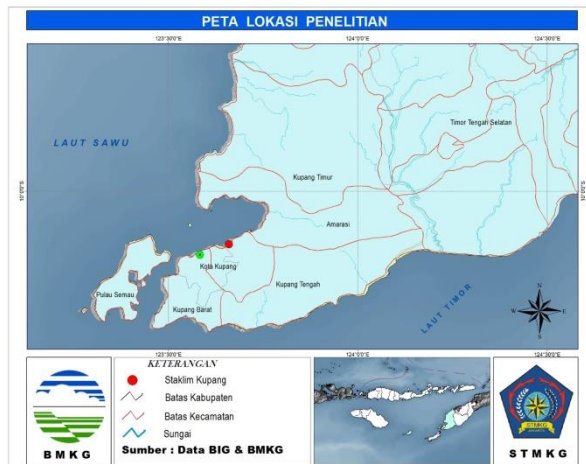 PETA LOKASI PENELITIAN
123°30'0"E 124°0'0"E 124°30'0"E
LAUT SAWU
Timor Tengah Selatan
Kupang Timur
10°0'0"S 10°0'0"S
Amarasi
Kota Kupang
Pulau Semau
Kupang Tengah
Kupang Barat
LAUT TIMOR
N
W E
S
123°30'0"E 124°0'0"E 124°30'0"E
KETERANGAN
Staklim Kupang
Batas Kabupaten
Batas Kecamatan
Sungai
Sumber : Data BIG & BMKG
BMKG
STMKG
STMKG